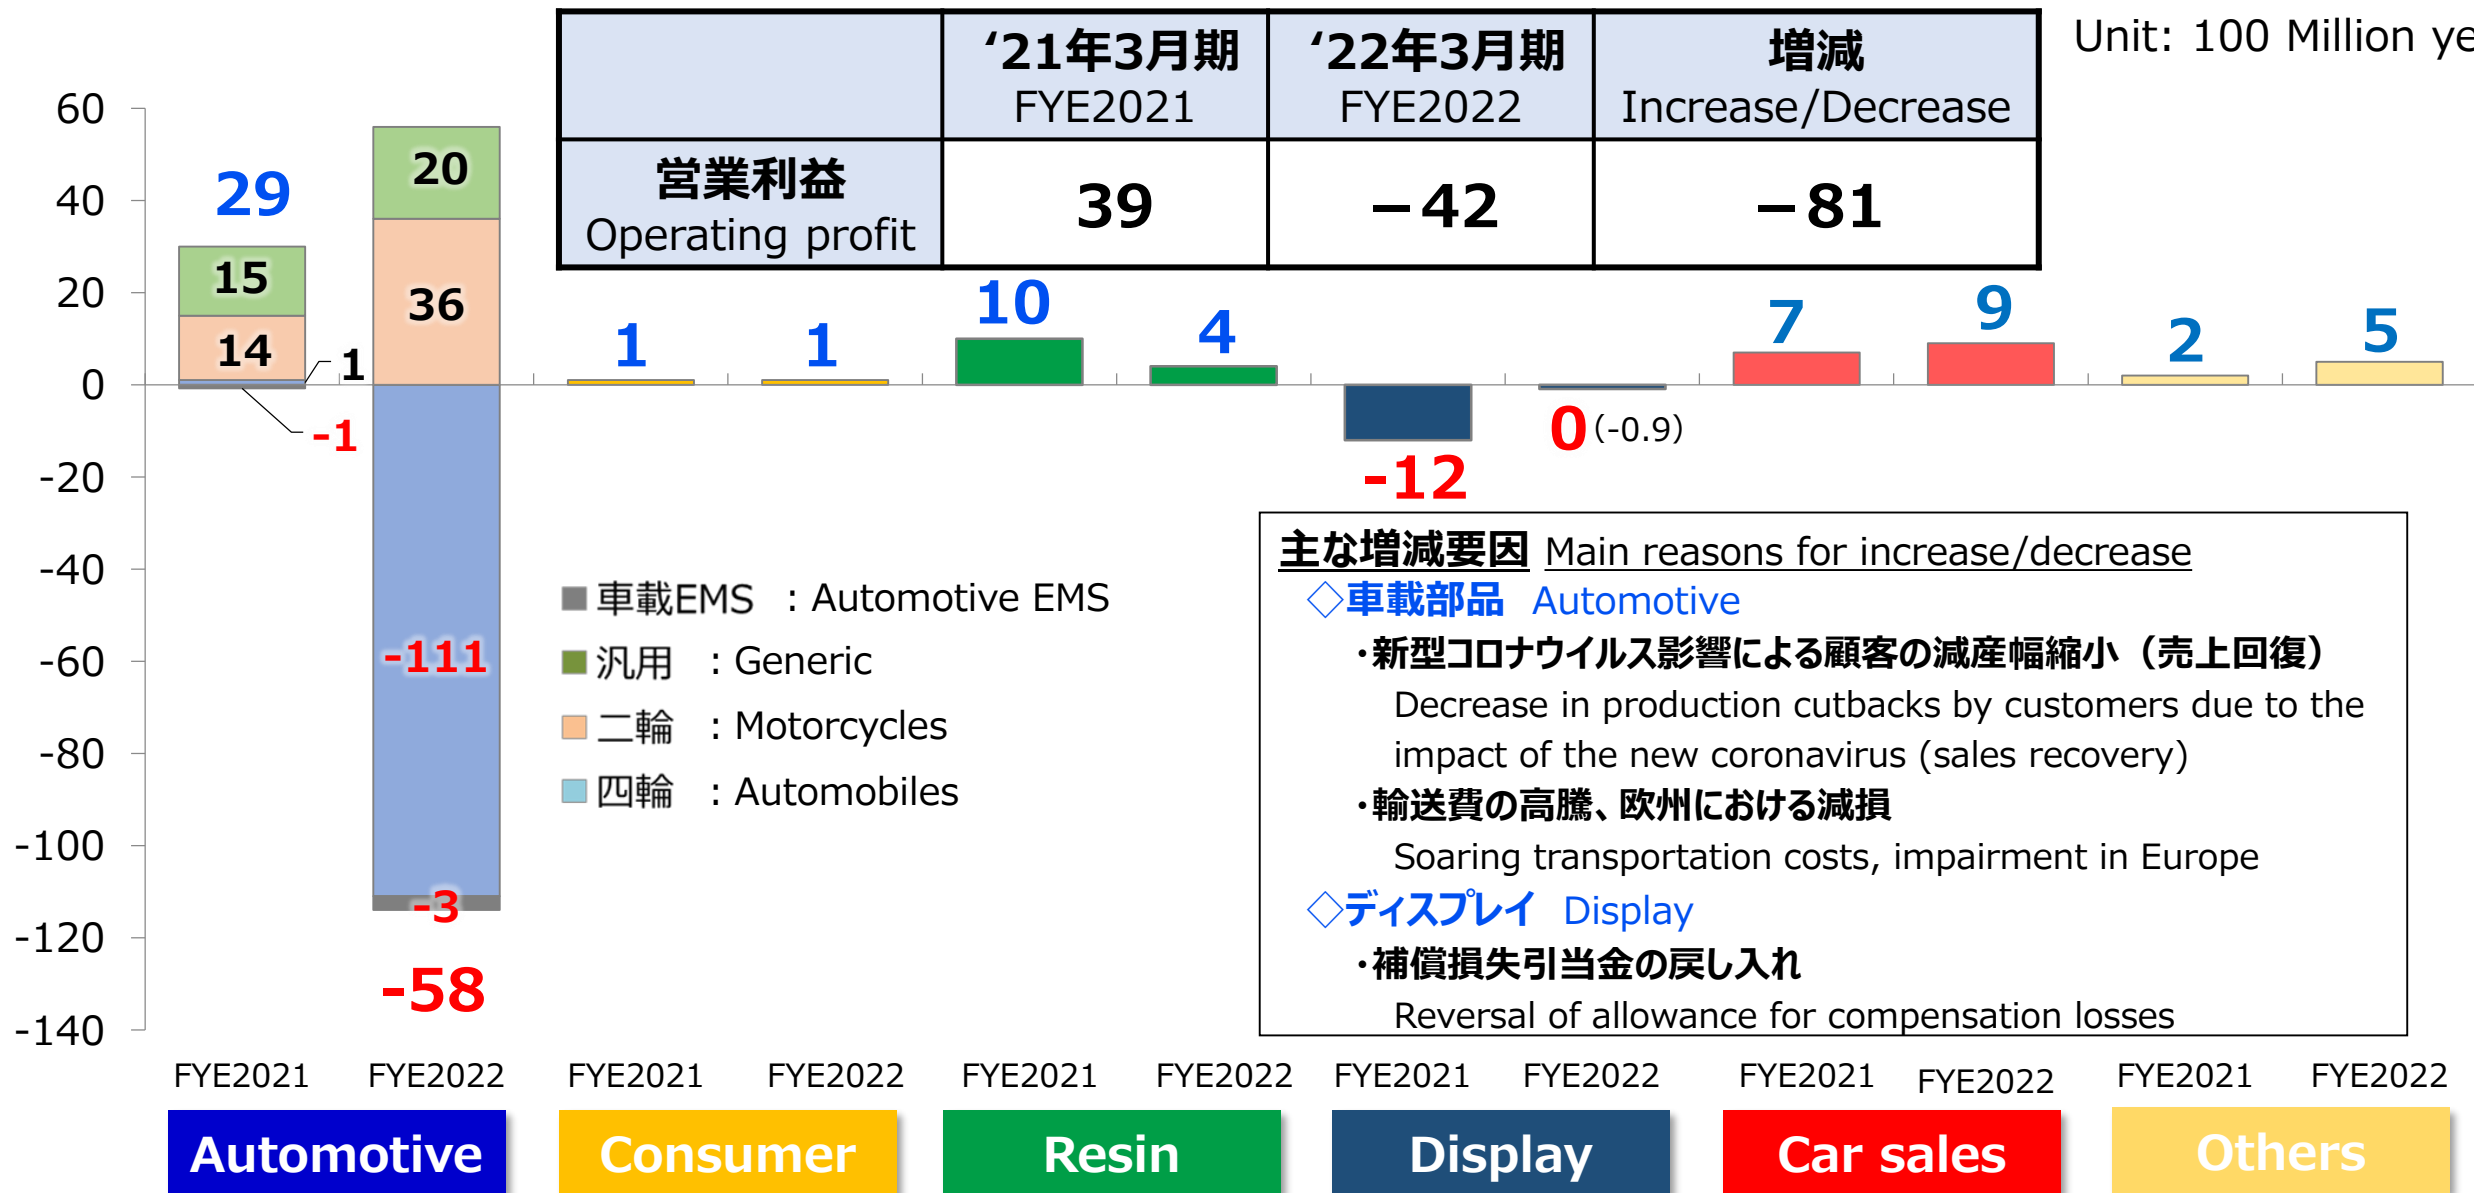 Unit: 100 Million ye
‘21年3月期 ‘22年3月期 増減
FYE2021 FYE2022 Increase/Decrease
営業利益
Operating profit
39 －42 －81
60
40
20
0
-20
-40
-60
-80
-100
-120
-140
29
15
14
1
-1
20
36
-111
-3
-58
1
1
10
4
-12
0 (-0.9)
7
9
2
5
車載EMS : Automotive EMS
汎用 : Generic
二輪 : Motorcycles
四輪 : Automobiles
主な増減要因 Main reasons for increase/decrease
◇車載部品 Automotive
・新型コロナウイルス影響による顧客の減産幅縮小（売上回復）
Decrease in production cutbacks by customers due to the
impact of the new coronavirus (sales recovery)
・輸送費の高騰、欧州における減損
Soaring transportation costs, impairment in Europe
◇ディスプレイ Display
・補償損失引当金の戻し入れ
Reversal of allowance for compensation losses
FYE2021 FYE2022 FYE2021 FYE2022 FYE2021 FYE2022 FYE2021 FYE2022 FYE2021 FYE2022 FYE2021 FYE2022
Automotive Consumer Resin Display Car sales Others